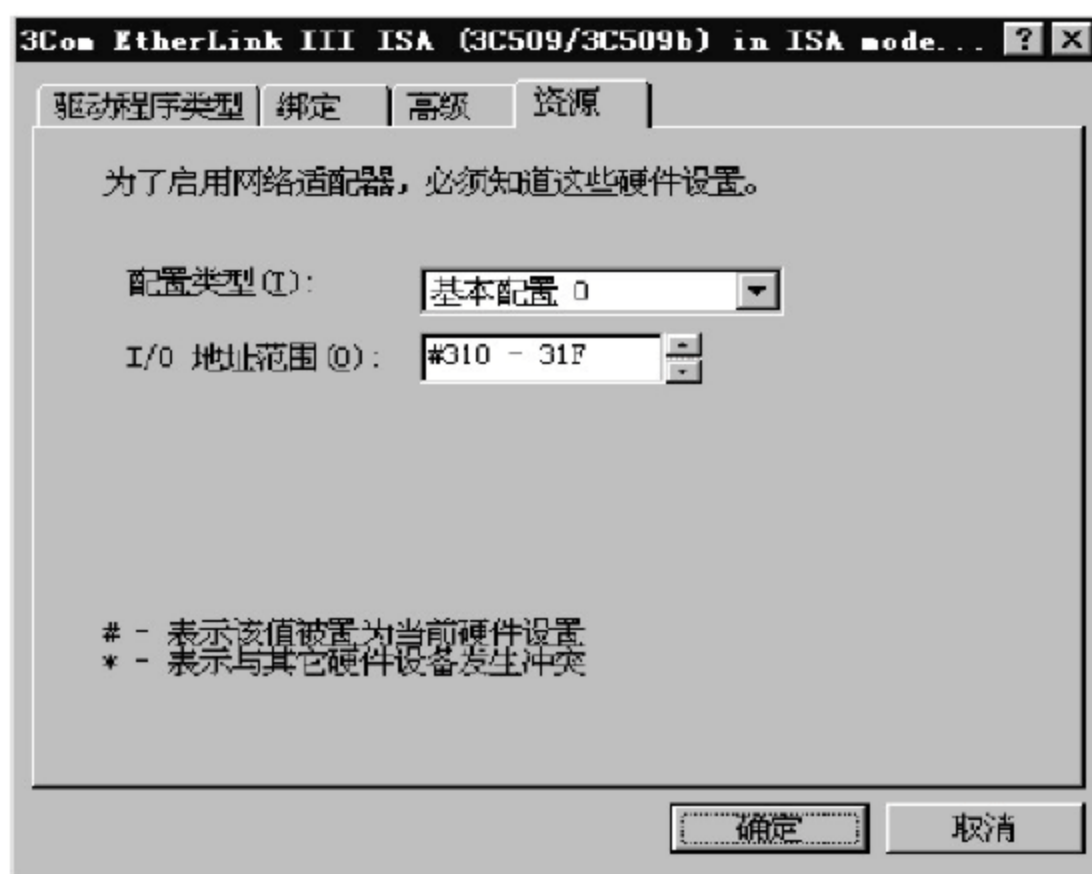 3Com EtherLink III ISA (3C509/3C509b) in ISA mode...
驱动程序类型 绑定 高级 资源
为了启用网络适配器，必须知道这些硬件设置。
配置类型(T): 基本配置 0
I/O 地址范围(O): #310 - 31F
# - 表示该值被置为当前硬件设置
* - 表示与其它硬件设备发生冲突
确定 取消